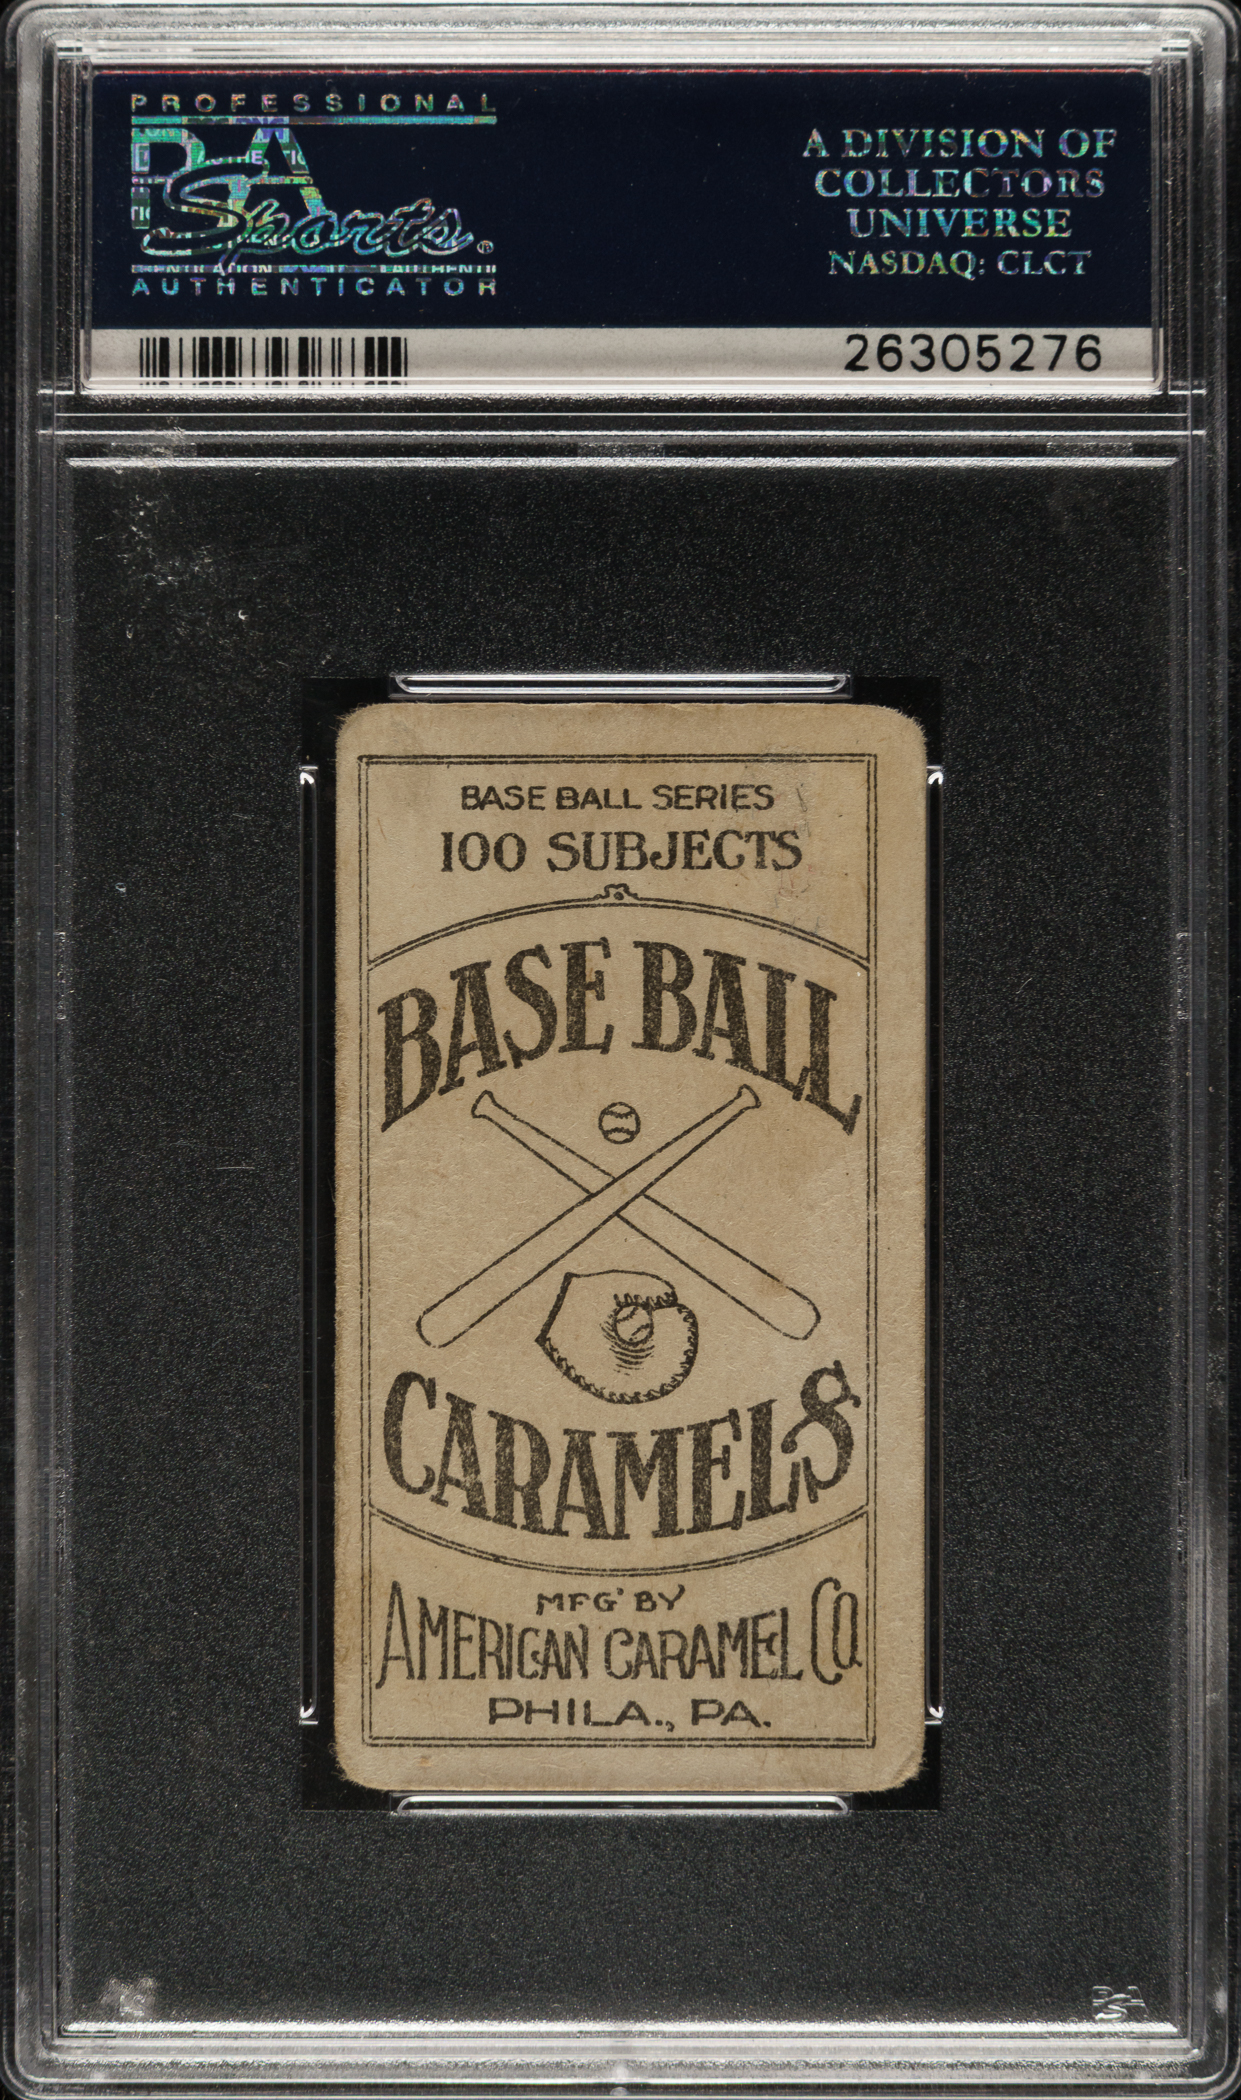 PROFESSIONAL
PSA
Sports®
AUTHENTICATOR
A DIVISION OF
COLLECTORS
UNIVERSE
NASDAQ: CLCT
26305276
BASE BALL SERIES
100 SUBJECTS
BASE BALL
CARAMELS
MFG' BY
AMERICAN CARAMEL CO
PHILA., PA.
PSA